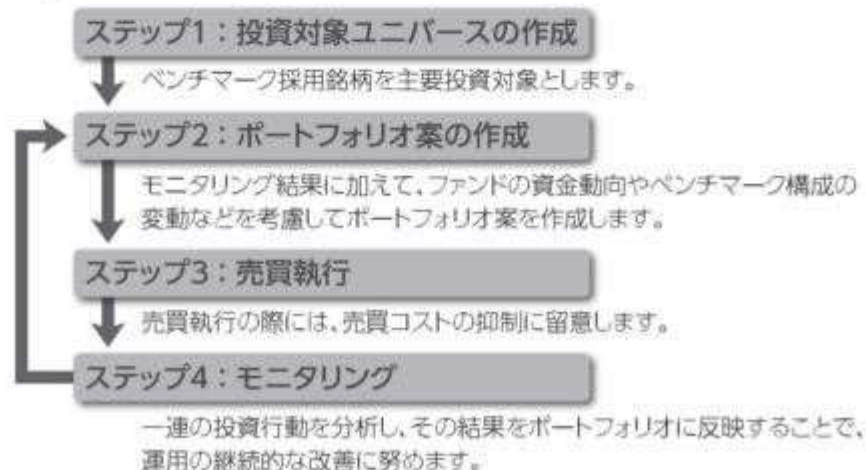 ステップ1：投資対象ユニバースの作成
ベンチマーク採用銘柄を主要投資対象とします。
ステップ2：ポートフォリオ案の作成
モニタリング結果に加えて、ファンドの資金動向やベンチマーク構成の
変動などを考慮してポートフォリオ案を作成します。
ステップ3：売買執行
売買執行の際には、売買コストの抑制に留意します。
ステップ4：モニタリング
一連の投資行動を分析し、その結果をポートフォリオに反映することで、
運用の継続的な改善に努めます。